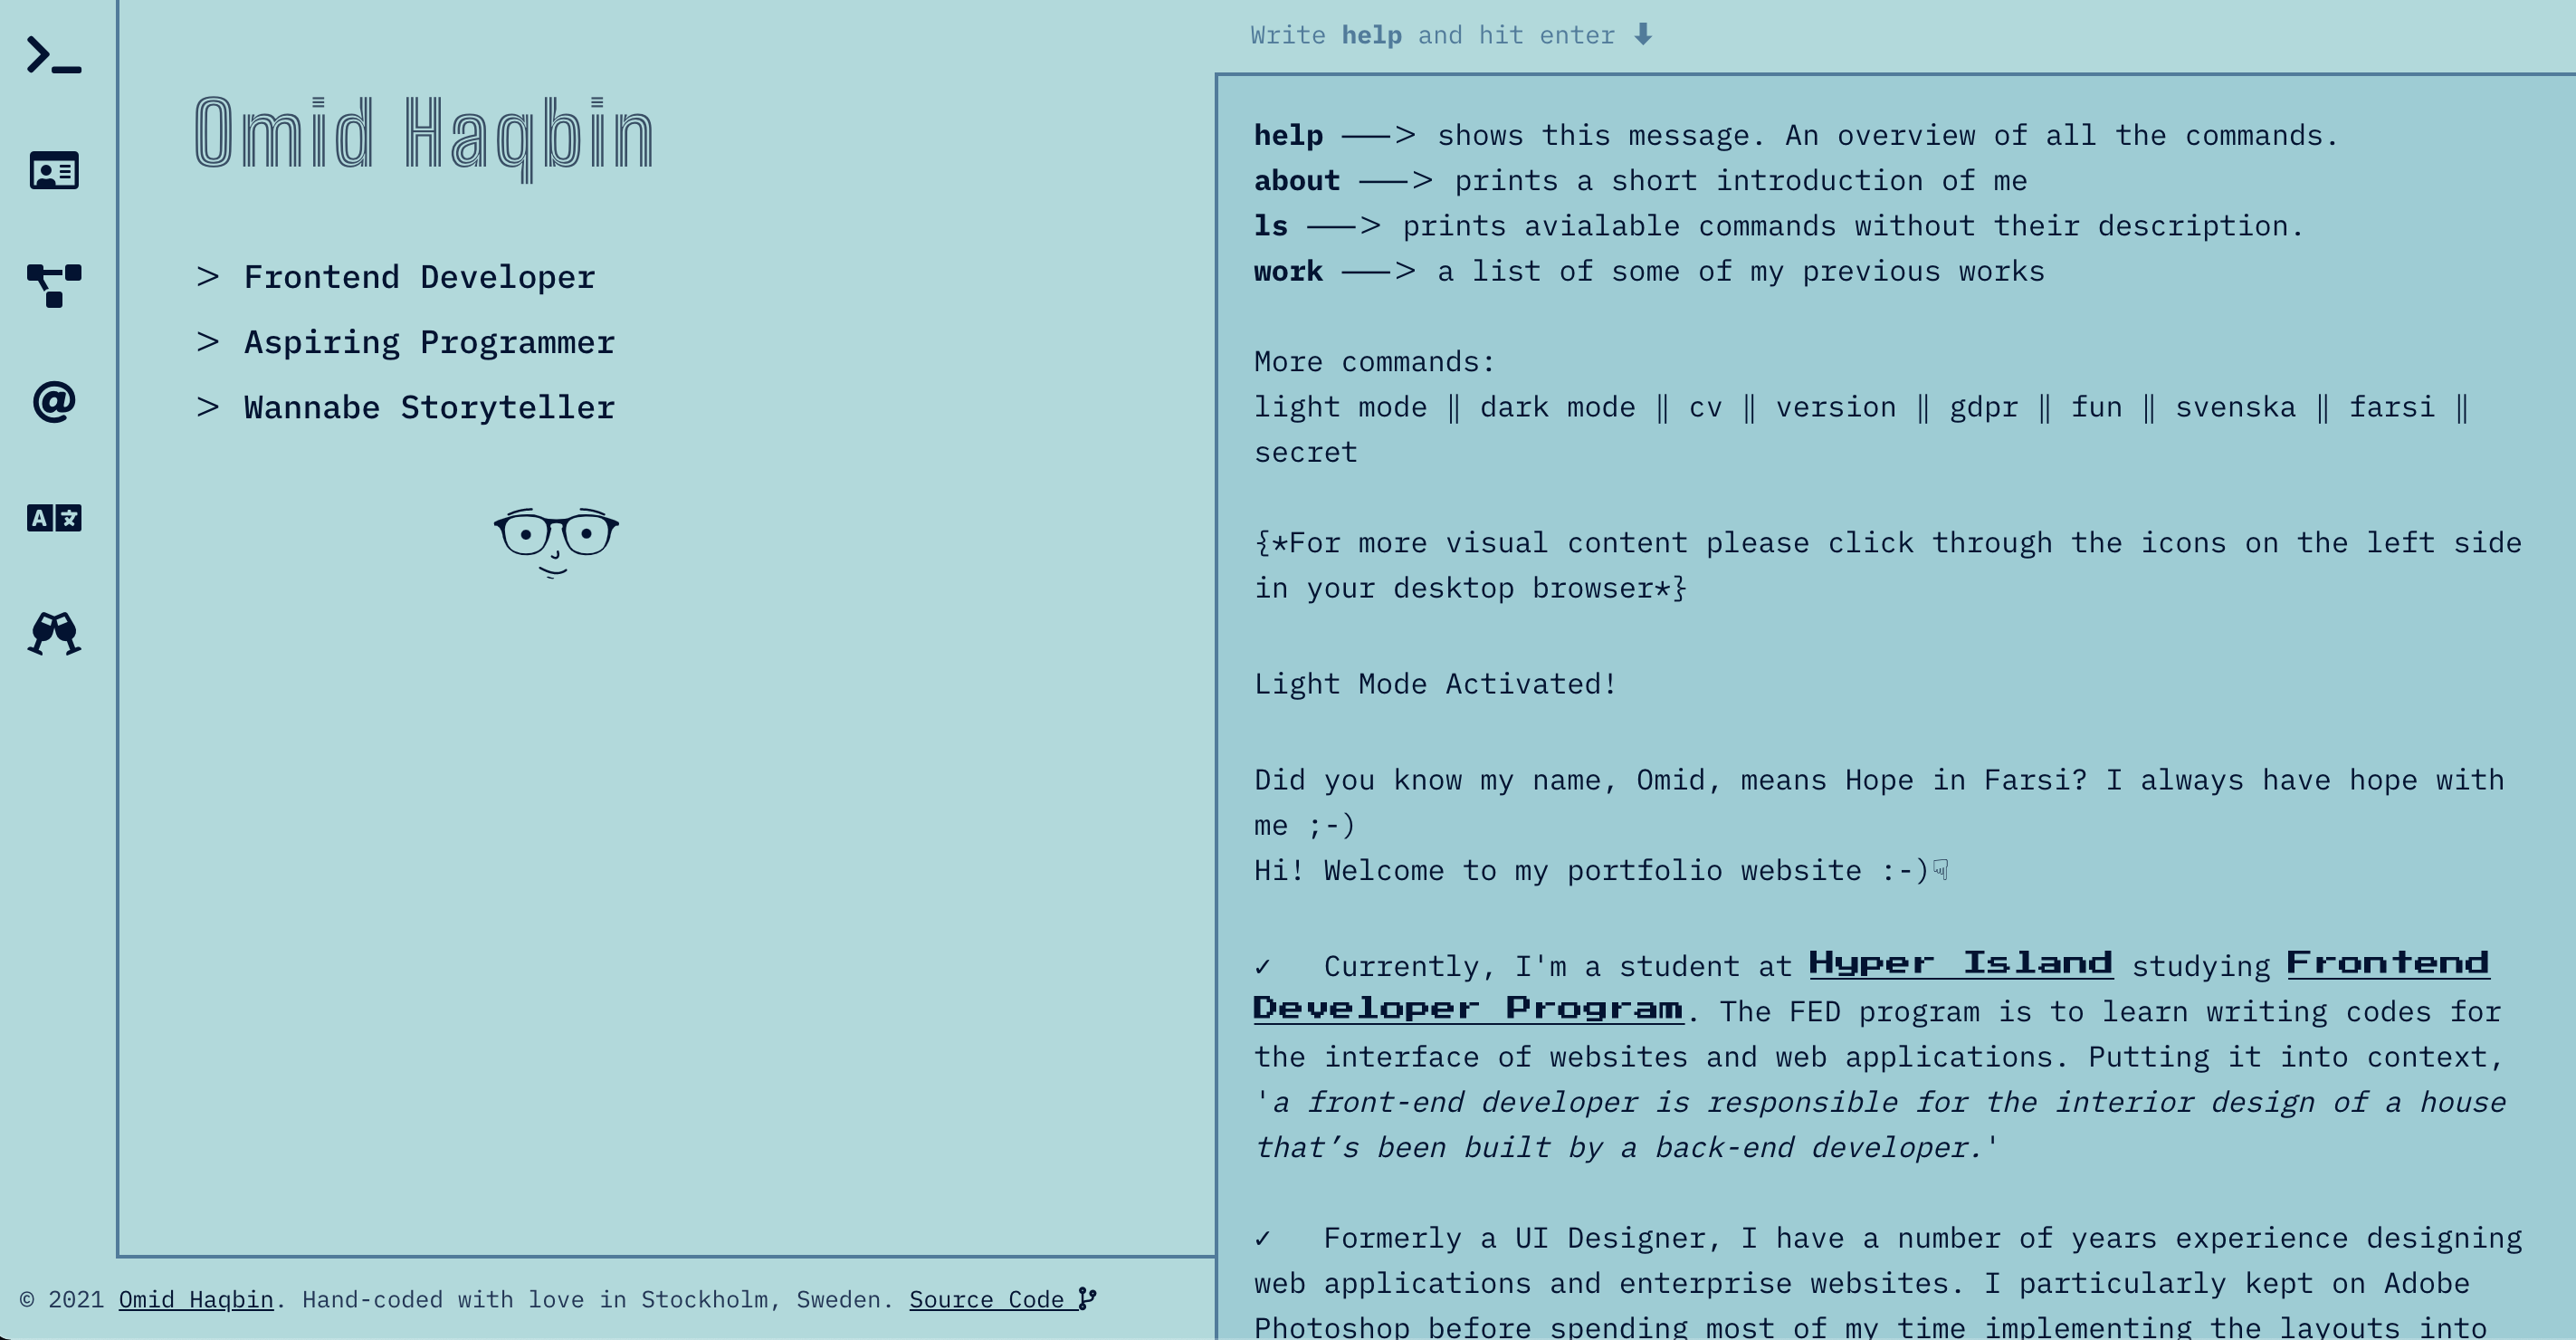 Omid Haqbin
> Frontend Developer
> Aspiring Programmer
> Wannabe Storyteller
© 2021 Omid Haqbin. Hand-coded with love in Stockholm, Sweden. Source Code
Write help and hit enter ⬇
help ———> shows this message. An overview of all the commands.
about ———> prints a short introduction of me
ls ———> prints avialable commands without their description.
work ———> a list of some of my previous works
More commands:
light mode || dark mode || cv || version || gdpr || fun || svenska || farsi ||
secret
{*For more visual content please click through the icons on the left side
in your desktop browser*}
Light Mode Activated!
Did you know my name, Omid, means Hope in Farsi? I always have hope with
me ;-)
Hi! Welcome to my portfolio website :-)☟
✓ Currently, I'm a student at Hyper Island studying Frontend
Developer Program. The FED program is to learn writing codes for
the interface of websites and web applications. Putting it into context,
'a front-end developer is responsible for the interior design of a house
that’s been built by a back-end developer.'
✓ Formerly a UI Designer, I have a number of years experience designing
web applications and enterprise websites. I particularly kept on Adobe
Photoshop before spending most of my time implementing the layouts into